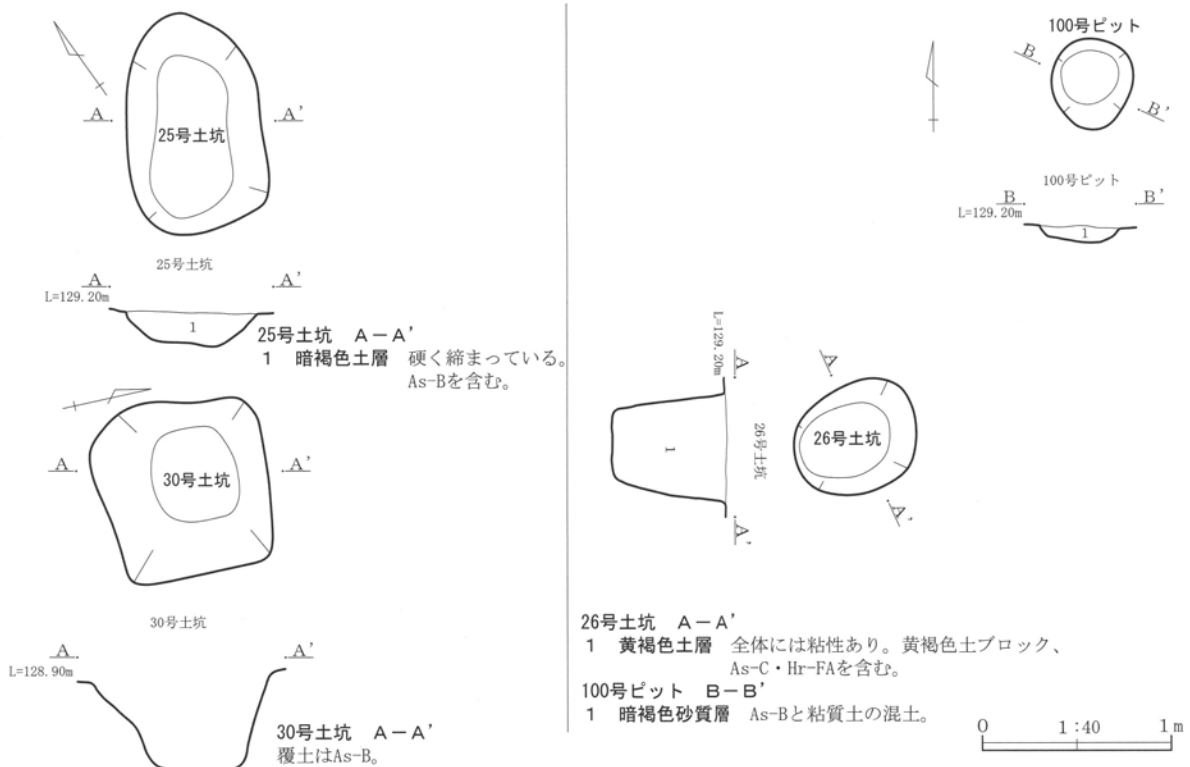 A
A'
25号土坑
25号土坑
A
A'
L=129.20m
1
25号土坑 A-A'
1 暗褐色土層 硬く締まっている。
As-Bを含む。
A
A'
30号土坑
30号土坑
A
A'
L=128.90m
30号土坑 A-A'
覆土はAs-B。
100号ピット
B
B'
100号ピット
B
B'
L=129.20m
1
L=129.20m
A
1
26号土坑
A'
A
26号土坑
A'
26号土坑 A-A'
1 黄褐色土層 全体には粘性あり。黄褐色土ブロック、
As-C・Hr-FAを含む。
100号ピット B-B'
1 暗褐色砂質層 As-Bと粘質土の混土。
0 1:40 1m